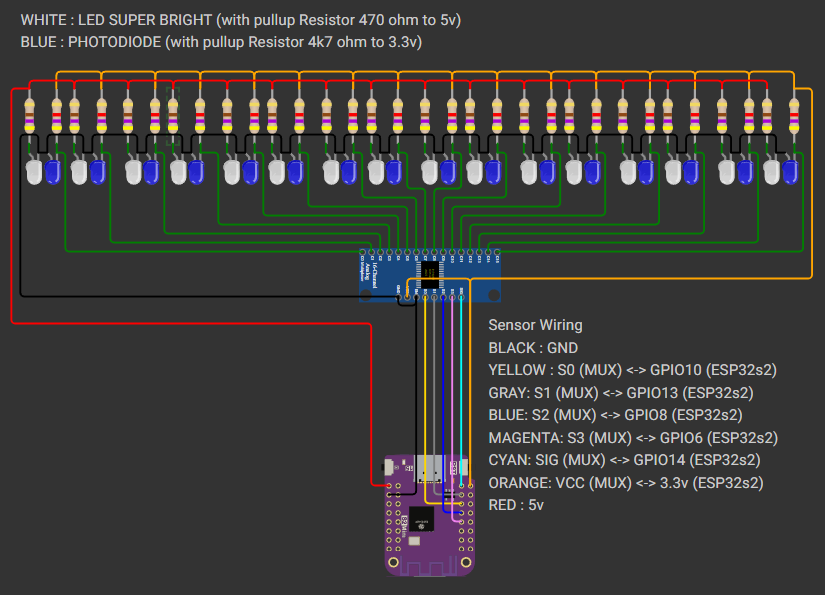 WHITE : LED SUPER BRIGHT (with pullup Resistor 470 ohm to 5v)
BLUE : PHOTODIODE (with pullup Resistor 4k7 ohm to 3.3v)
16-Channel
Analog
Sensor Wiring
BLACK : GND
YELLOW : S0 (MUX) <-> GPIO10 (ESP32s2)
GRAY: S1 (MUX) <-> GPIO13 (ESP32s2)
BLUE: S2 (MUX) <-> GPIO8 (ESP32s2)
MAGENTA: S3 (MUX) <-> GPIO6 (ESP32s2)
CYAN: SIG (MUX) <-> GPIO14 (ESP32s2)
ORANGE: VCC (MUX) <-> 3.3v (ESP32s2)
RED : 5v